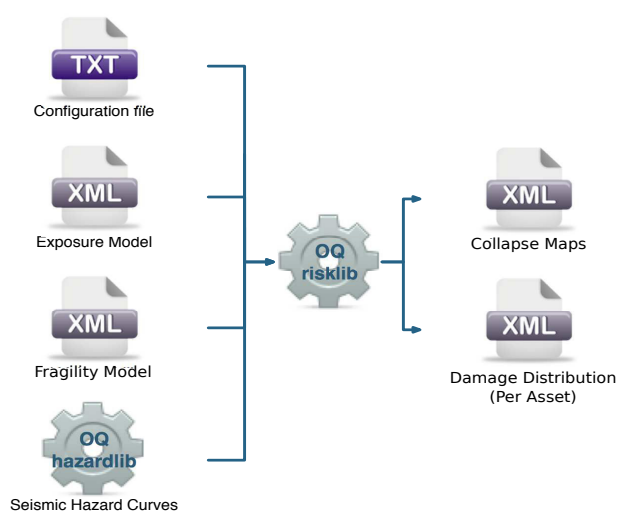 TXT
Configuration file
XML
Exposure Model
XML
Fragility Model
OQ
hazardlib
Seismic Hazard Curves
OQ
risklib
XML
Collapse Maps
XML
Damage Distribution
(Per Asset)